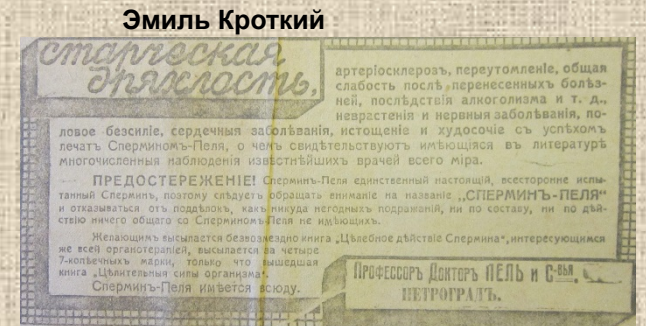 Эмиль Кроткий
старческая
дряхлость,
артеріосклерозъ, переутомленіе, общая
слабость послѣ перенесенныхъ болѣз-
ней, послѣдствія алкоголизма и т. д.,
неврастенія и нервныя заболѣванія, по-
ловое безсиліе, сердечныя заболѣванія, истощеніе и худосочіе съ успѣхомъ
лечатъ Сперминомъ-Пеля, о чемъ свидѣтельствуютъ имѣющіяся въ литературѣ
многочисленныя наблюденія извѣстнѣйшихъ врачей всего міра.
ПРЕДОСТЕРЕЖЕНІЕ! Сперминъ-Пеля единственный настоящій, всесторонне испы-
танный Сперминъ, поэтому слѣдуетъ обращать вниманіе на названіе „СПЕРМИНЪ-ПЕЛЯ“
и отказываться отъ поддѣлокъ, какъ никуда негодныхъ подражаній, ни по составу, ни по дѣй-
ствію ничего общаго со Сперминомъ-Пеля не имѣющихъ.
Желающимъ высылается безвозмездно книга „Цѣлебное дѣйствіе Спермина“, интересующимся
же всей органотерапіей, высылается за четыре
7-копѣечныхъ марки, только что вышедшая
книга „Цѣлительныя силы организма“.
Сперминъ-Пеля имѣется всюду.
ПРОФЕССОРЪ ДОКТОРЪ ПЕЛЬ и С-ВЬЯ
ПЕТРОГРАДЪ.